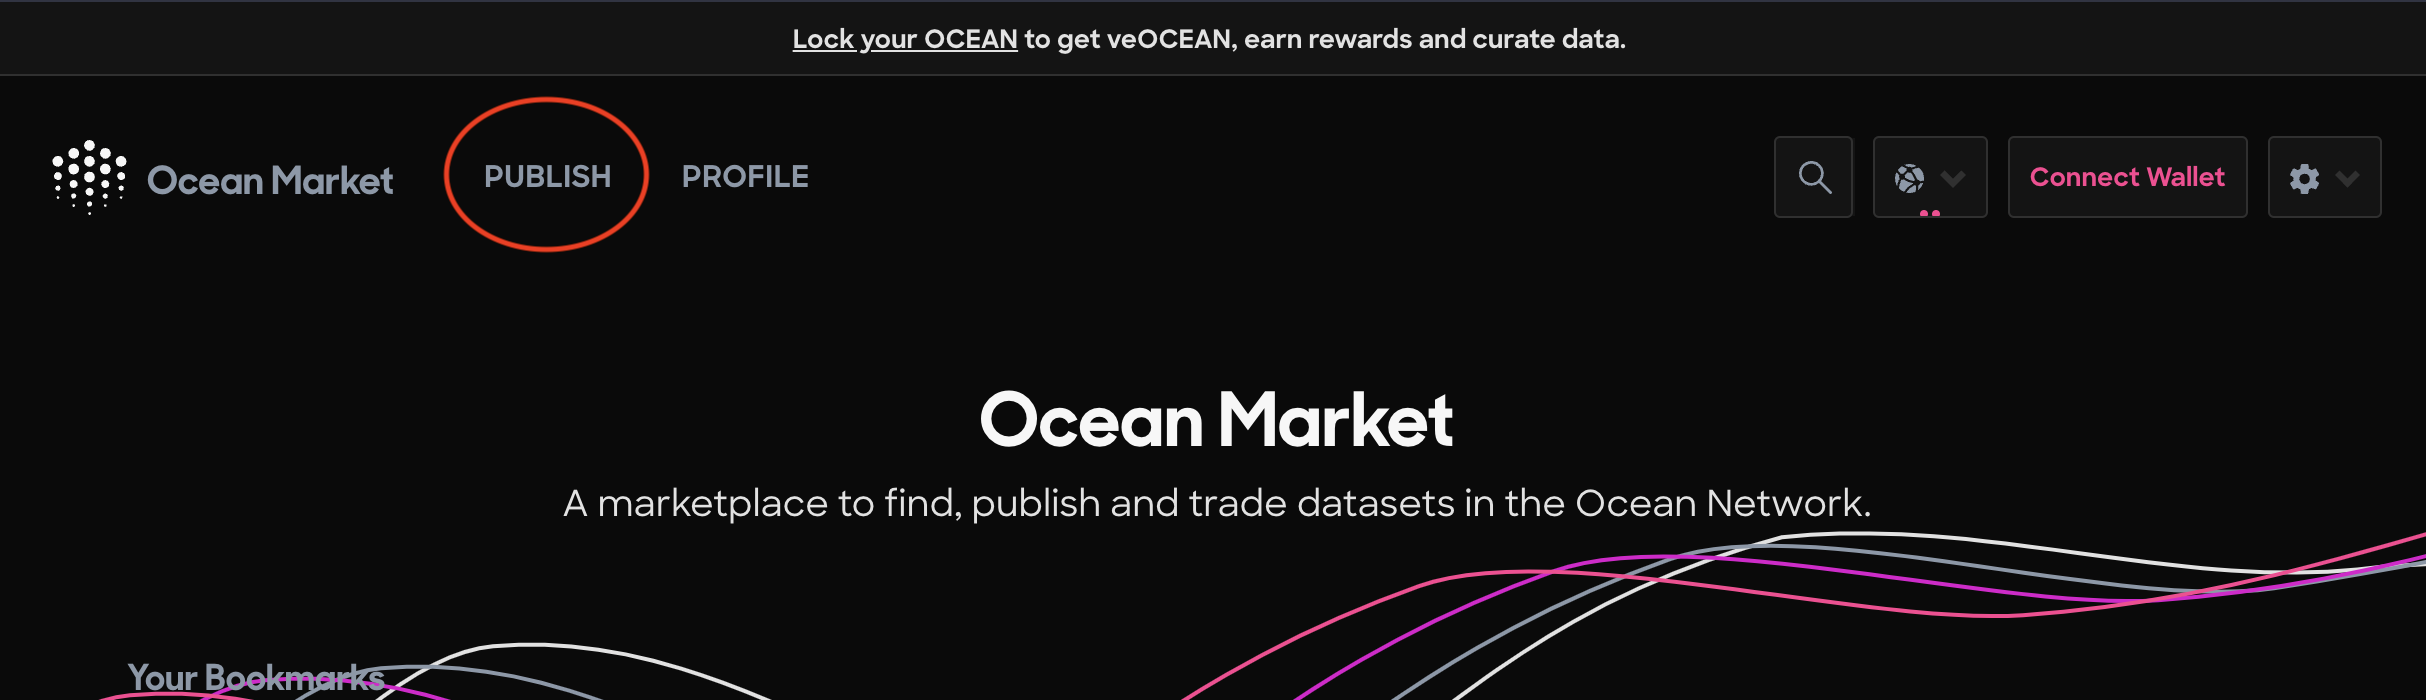 Lock your OCEAN to get veOCEAN, earn rewards and curate data.
Ocean Market PUBLISH PROFILE Connect Wallet
Ocean Market
A marketplace to find, publish and trade datasets in the Ocean Network.
Your Bookmarks